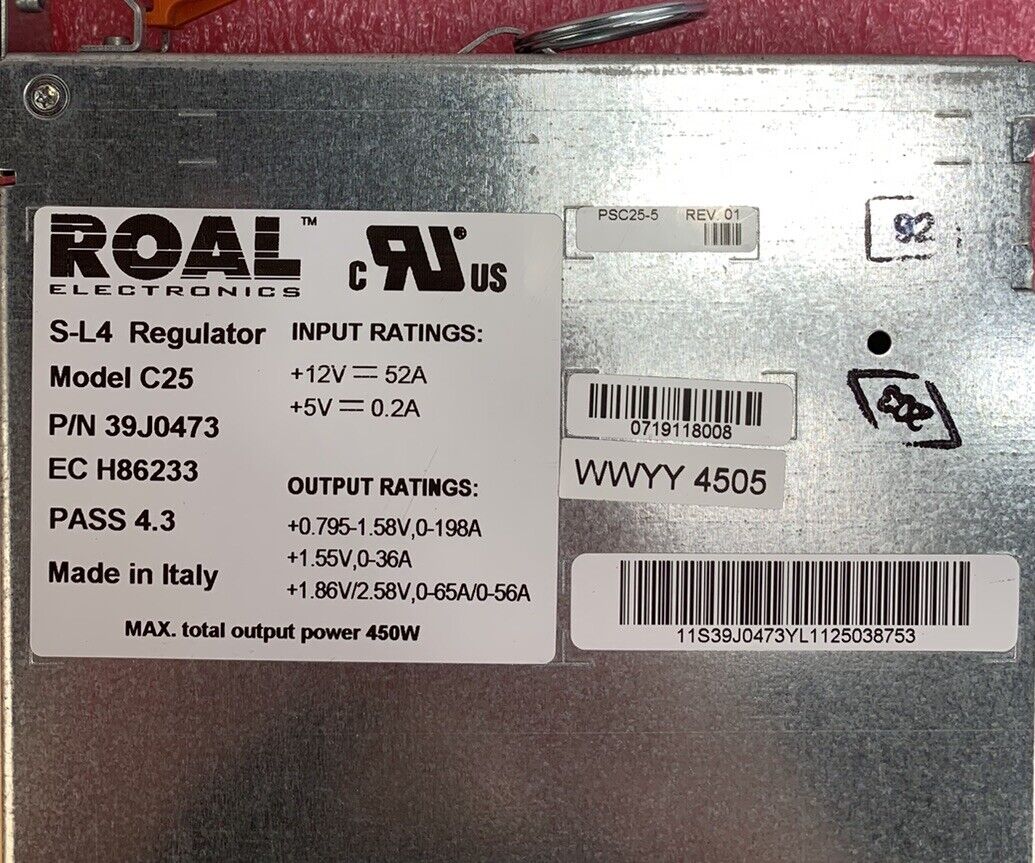 ROAL™
ELECTRONICS
C RU® US
S-L4 Regulator
Model C25
P/N 39J0473
EC H86233
PASS 4.3
Made in Italy
INPUT RATINGS:
+12V ⎓ 52A
+5V ⎓ 0.2A
OUTPUT RATINGS:
+0.795-1.58V,0-198A
+1.55V,0-36A
+1.86V/2.58V,0-65A/0-56A
MAX. total output power 450W
PSC25-5 REV. 01
92
0719118008
WWYY 4505
11S39J0473YL1125038753